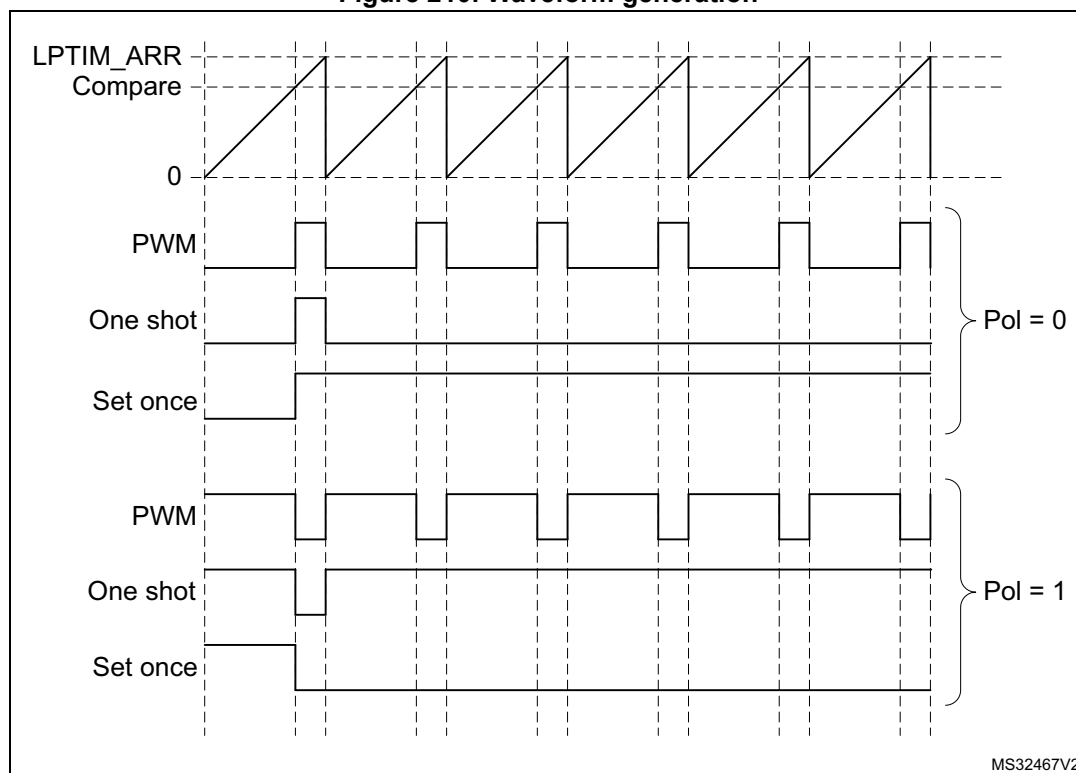 LPTIM_ARR
Compare
0
PWM
One shot
Pol = 0
Set once
PWM
One shot
Pol = 1
Set once
MS32467V2